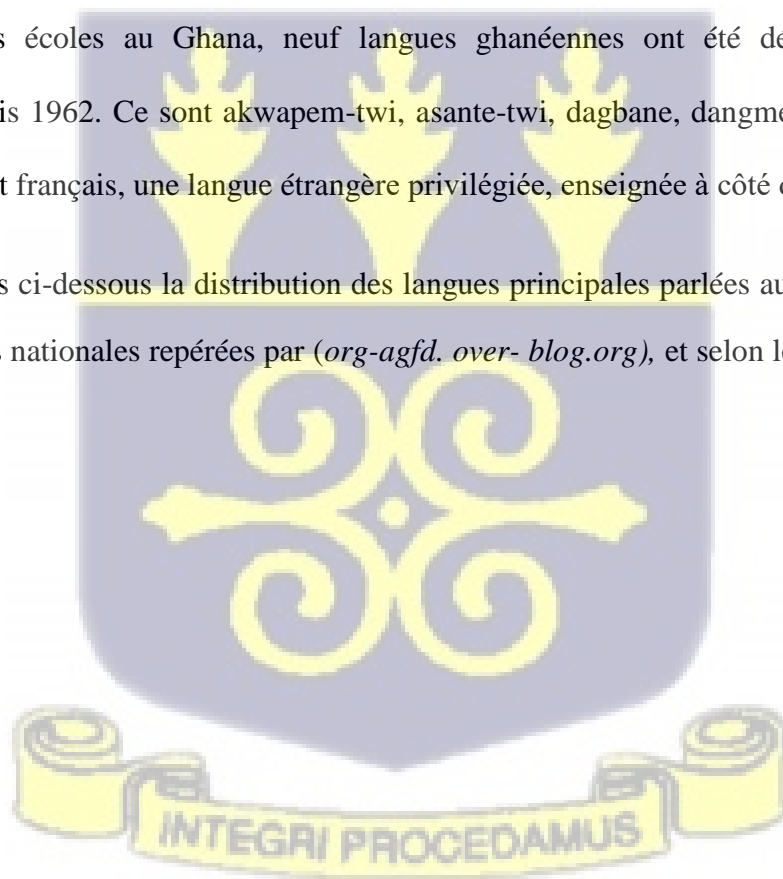 s écoles au Ghana, neuf langues ghanéennes ont été dé
is 1962. Ce sont akwapem-twi, asante-twi, dagbane, dangme
t français, une langue étrangère privilégiée, enseignée à côté d
s ci-dessous la distribution des langues principales parlées au
s nationales repérées par (org-agfd. over- blog.org), et selon le
INTEGRI PROCEDAMUS